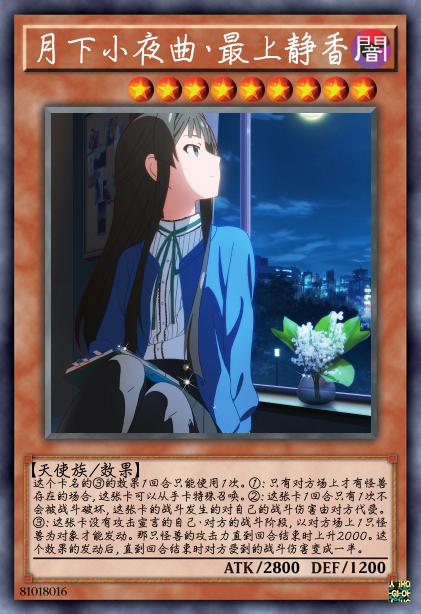 月下小夜曲·最上静香
闇
【天使族/效果】
这个卡名的③的效果1回合只能使用1次。①:只有对方场上才有怪兽
存在的场合,这张卡可以从手卡特殊召唤。②:这张卡1回合只有1次不
会被战斗破坏,这张卡的战斗发生的对自己的战斗伤害由对方代受。
③:这张卡没有攻击宣言的自己·对方的战斗阶段,以对方场上1只怪
兽为对象才能发动。那只怪兽的攻击力直到回合结束时上升2000。这
个效果的发动后,直到回合结束时对方受到的战斗伤害变成一半。
ATK/2800 DEF/1200
81018016